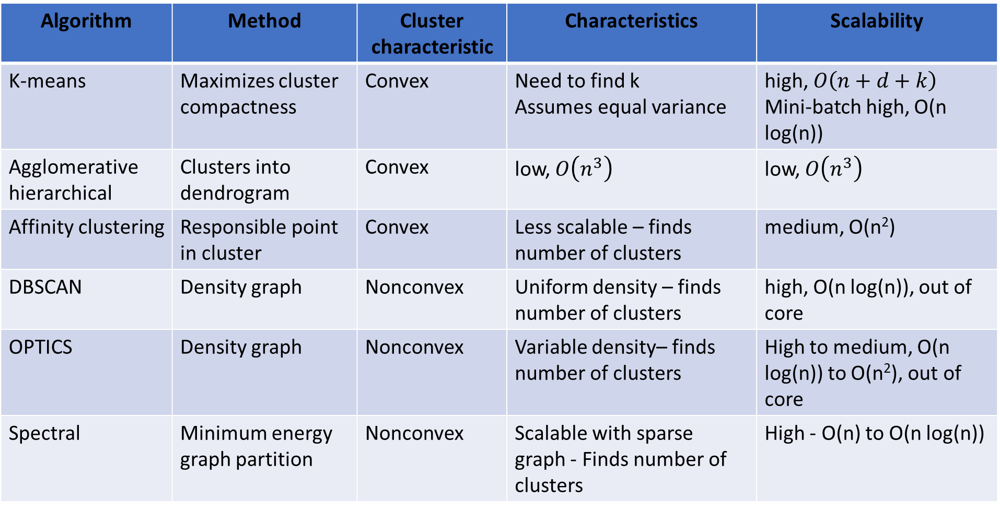 Algorithm
Method
Cluster
characteristic
Characteristics
Scalability
K-means
Maximizes cluster
compactness
Convex
Need to find k
Assumes equal variance
high, O(n + d + k)
Mini-batch high, O(n
log(n))
Agglomerative
hierarchical
Clusters into
dendrogram
Convex
low, O(n³)
low, O(n³)
Affinity clustering
Responsible point
in cluster
Convex
Less scalable – finds
number of clusters
medium, O(n²)
DBSCAN
Density graph
Nonconvex
Uniform density – finds
number of clusters
high, O(n log(n)), out of
core
OPTICS
Density graph
Nonconvex
Variable density– finds
number of clusters
High to medium, O(n
log(n)) to O(n²), out of
core
Spectral
Minimum energy
graph partition
Nonconvex
Scalable with sparse
graph - Finds number of
clusters
High - O(n) to O(n log(n))